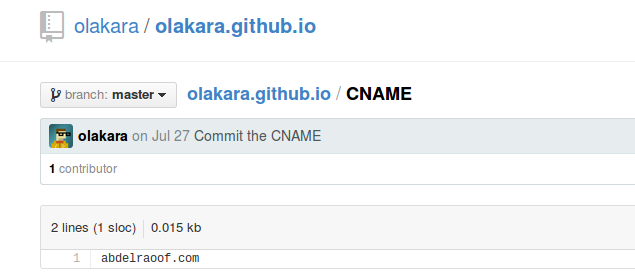 olakara / olakara.github.io
branch: master olakara.github.io / CNAME
olakara on Jul 27 Commit the CNAME
1 contributor
2 lines (1 sloc) 0.015 kb
1 abdelraoof.com